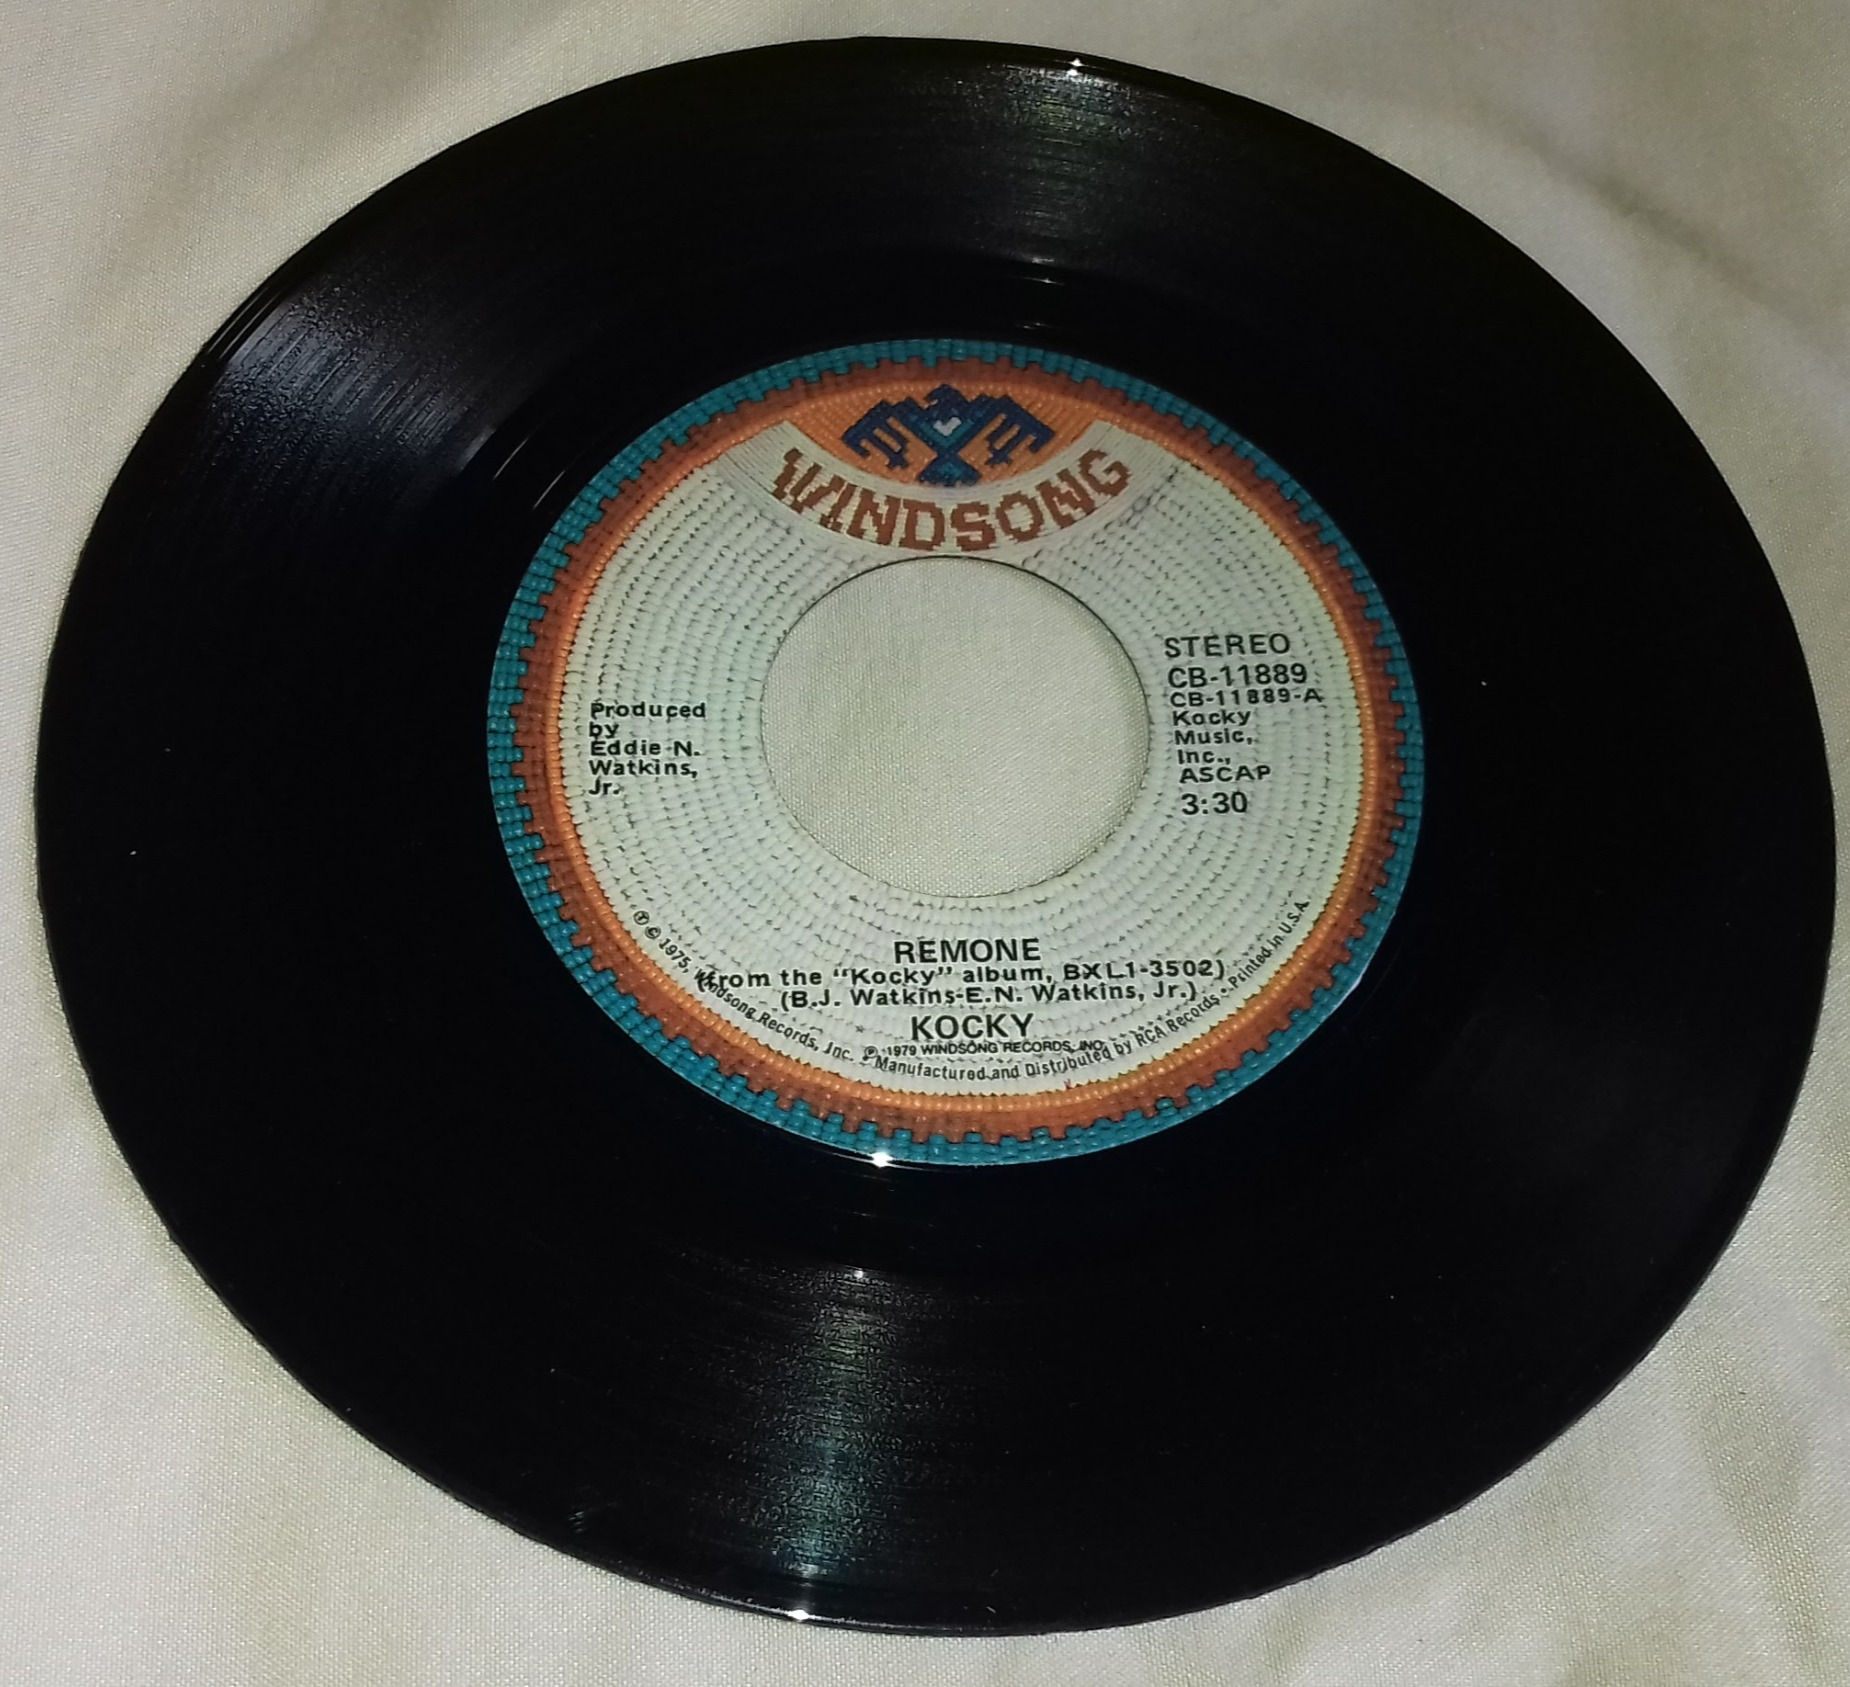 WINDSONG
Produced
by
Eddie N.
Watkins,
Jr.
STEREO
CB-11889
CB-11889-A
Kocky
Music,
Inc.,
ASCAP
3:30
REMONE
(from the "Kocky" album, BXL1-3502)
(B.J. Watkins-E.N. Watkins, Jr.)
KOCKY
℗ 1979 WINDSONG RECORDS, INC.
Ⓣ © 1975, Windsong Records, Inc. • Manufactured and Distributed by RCA Records • Printed in U.S.A.